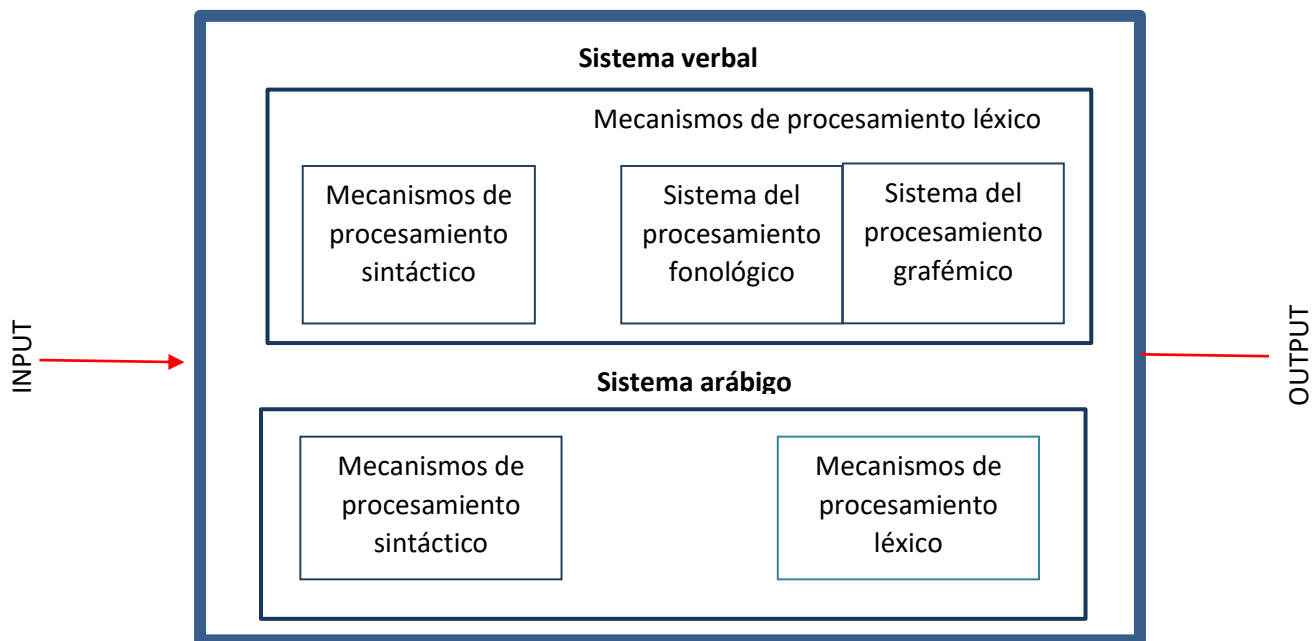 Sistema verbal
Mecanismos de procesamiento léxico
Mecanismos de
procesamiento
sintáctico
Sistema del
procesamiento
fonológico
Sistema del
procesamiento
grafémico
INPUT
OUTPUT
Sistema arábigo
Mecanismos de
procesamiento
sintáctico
Mecanismos de
procesamiento
léxico